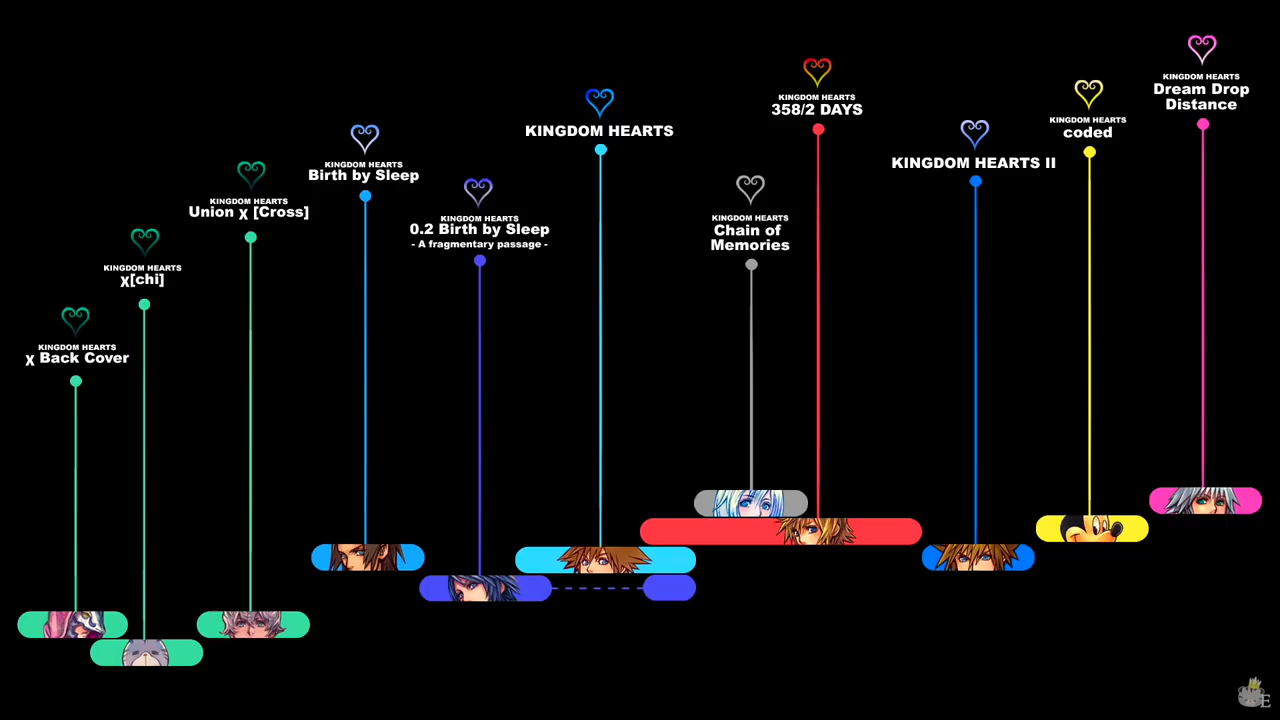 KINGDOM HEARTS
χ Back Cover
KINGDOM HEARTS
χ[chi]
KINGDOM HEARTS
Union χ [Cross]
KINGDOM HEARTS
Birth by Sleep
KINGDOM HEARTS
0.2 Birth by Sleep
- A fragmentary passage -
KINGDOM HEARTS
KINGDOM HEARTS
Chain of
Memories
KINGDOM HEARTS
358/2 DAYS
KINGDOM HEARTS II
KINGDOM HEARTS
coded
KINGDOM HEARTS
Dream Drop
Distance
E